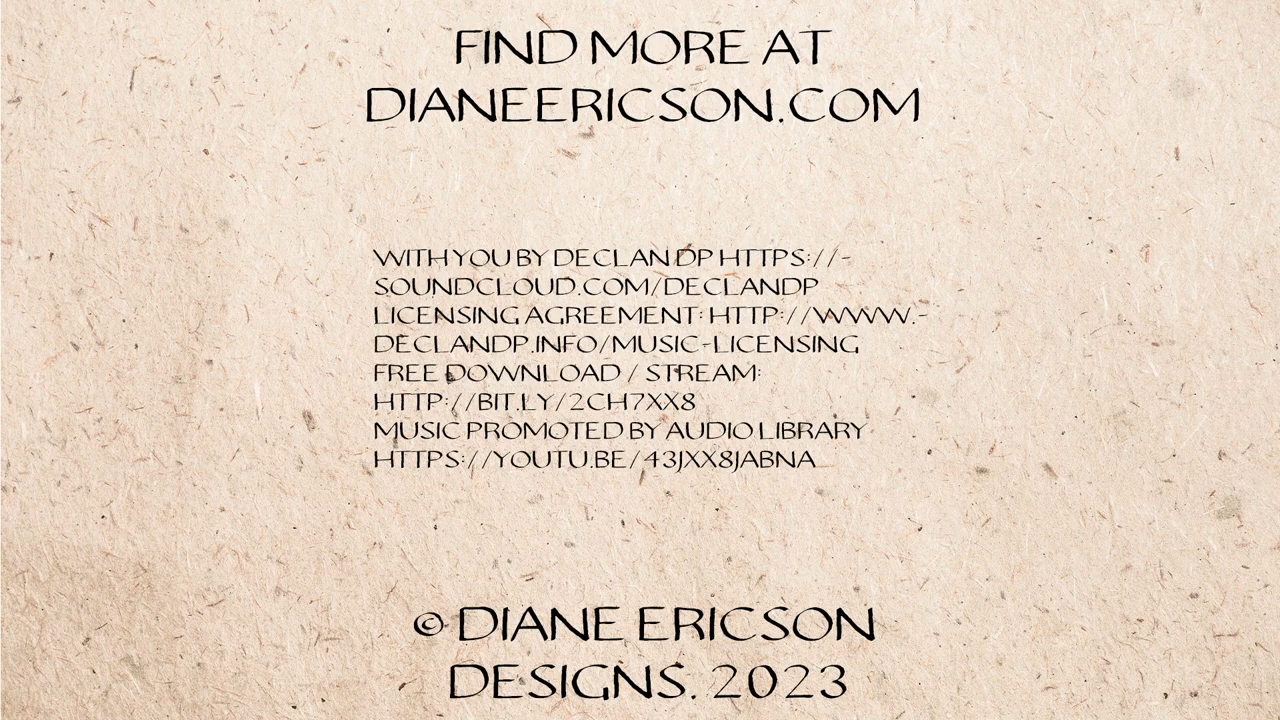 FIND MORE AT
DIANEERICSON.COM
WITH YOU BY DECLAN DP HTTPS://-
SOUNDCLOUD.COM/DECLANDP
LICENSING AGREEMENT: HTTP://WWW.-
DECLANDP.INFO/MUSIC-LICENSING
FREE DOWNLOAD / STREAM:
HTTP://BIT.LY/2CH7XX8
MUSIC PROMOTED BY AUDIO LIBRARY
HTTPS://YOUTU.BE/43JXX8JABNA
© DIANE ERICSON
DESIGNS. 2023